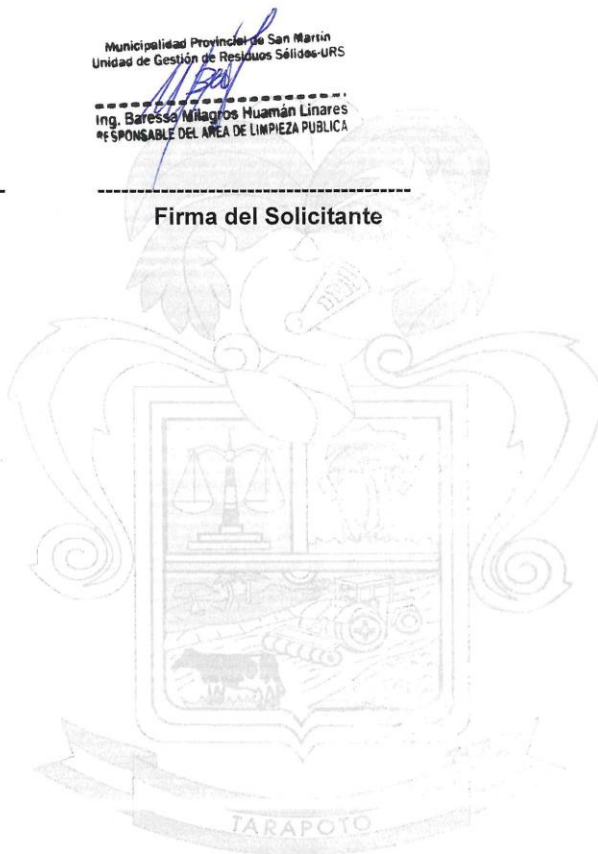 Municipalidad Provincial de San Martín
Unidad de Gestión de Residuos Sólidos-URS
Ing. Baressa Milagros Huamán Linares
RESPONSABLE DEL AREA DE LIMPIEZA PUBLICA
Firma del Solicitante
TARAPOTO